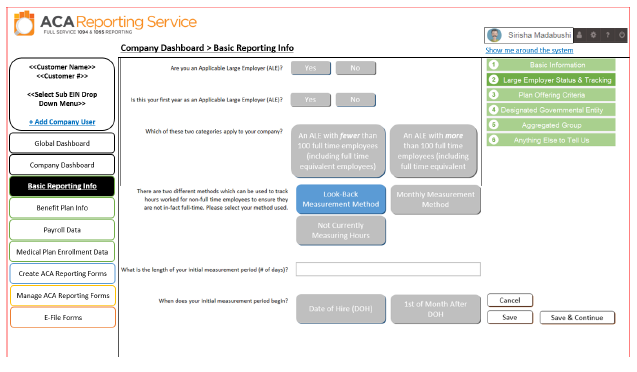 ACA Reporting Service
FULL SERVICE 1094 & 1095 REPORTING
Sirisha Madabushi
?
Company Dashboard > Basic Reporting Info
Show me around the system
<<Customer Name>>
<<Customer #>>
<<Select Sub EIN Drop
Down Menu>>
+ Add Company User
Global Dashboard
Company Dashboard
Basic Reporting Info
Benefit Plan Info
Payroll Data
Medical Plan Enrollment Data
Create ACA Reporting Forms
Manage ACA Reporting Forms
E-File Forms
Are you an Applicable Large Employer (ALE)?
Yes
No
Is this your first year as an Applicable Large Employer (ALE)?
Yes
No
Which of these two categories apply to your company?
An ALE with fewer than
100 full time employees
(including full time
equivalent employees)
An ALE with more
than 100 full time
employees (including
full time equivalent
There are two different methods which can be used to track
hours worked for non-full time employees to ensure they
are not in-fact full-time. Please select your method used.
Look-Back
Measurement Method
Monthly Measurement
Method
Not Currently
Measuring Hours
What is the length of your initial measurement period (# of days)?
When does your initial measurement period begin?
Date of Hire (DOH)
1st of Month After
DOH
1 Basic Information
2 Large Employer Status & Tracking
3 Plan Offering Criteria
4 Designated Governmental Entity
5 Aggregated Group
6 Anything Else to Tell Us
Cancel
Save
Save & Continue